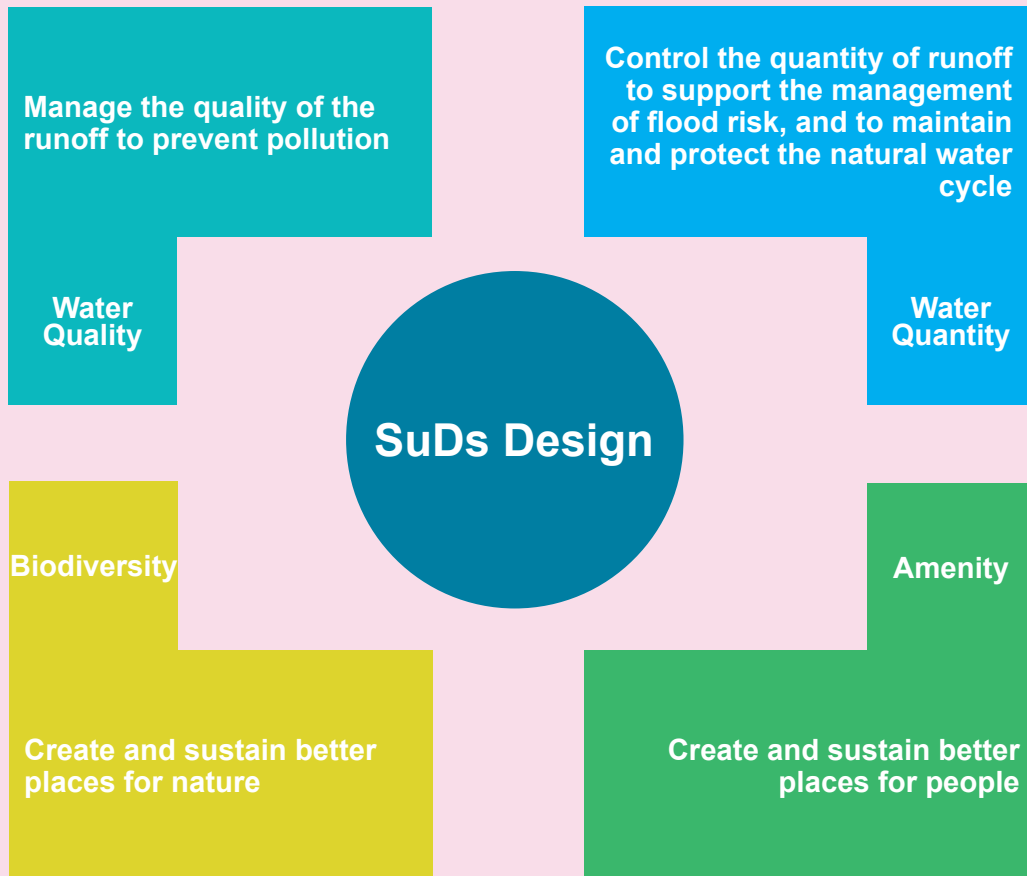 Manage the quality of the
runoff to prevent pollution
Water
Quality
Control the quantity of runoff
to support the management
of flood risk, and to maintain
and protect the natural water
cycle
Water
Quantity
SuDs Design
Biodiversity
Create and sustain better
places for nature
Amenity
Create and sustain better
places for people